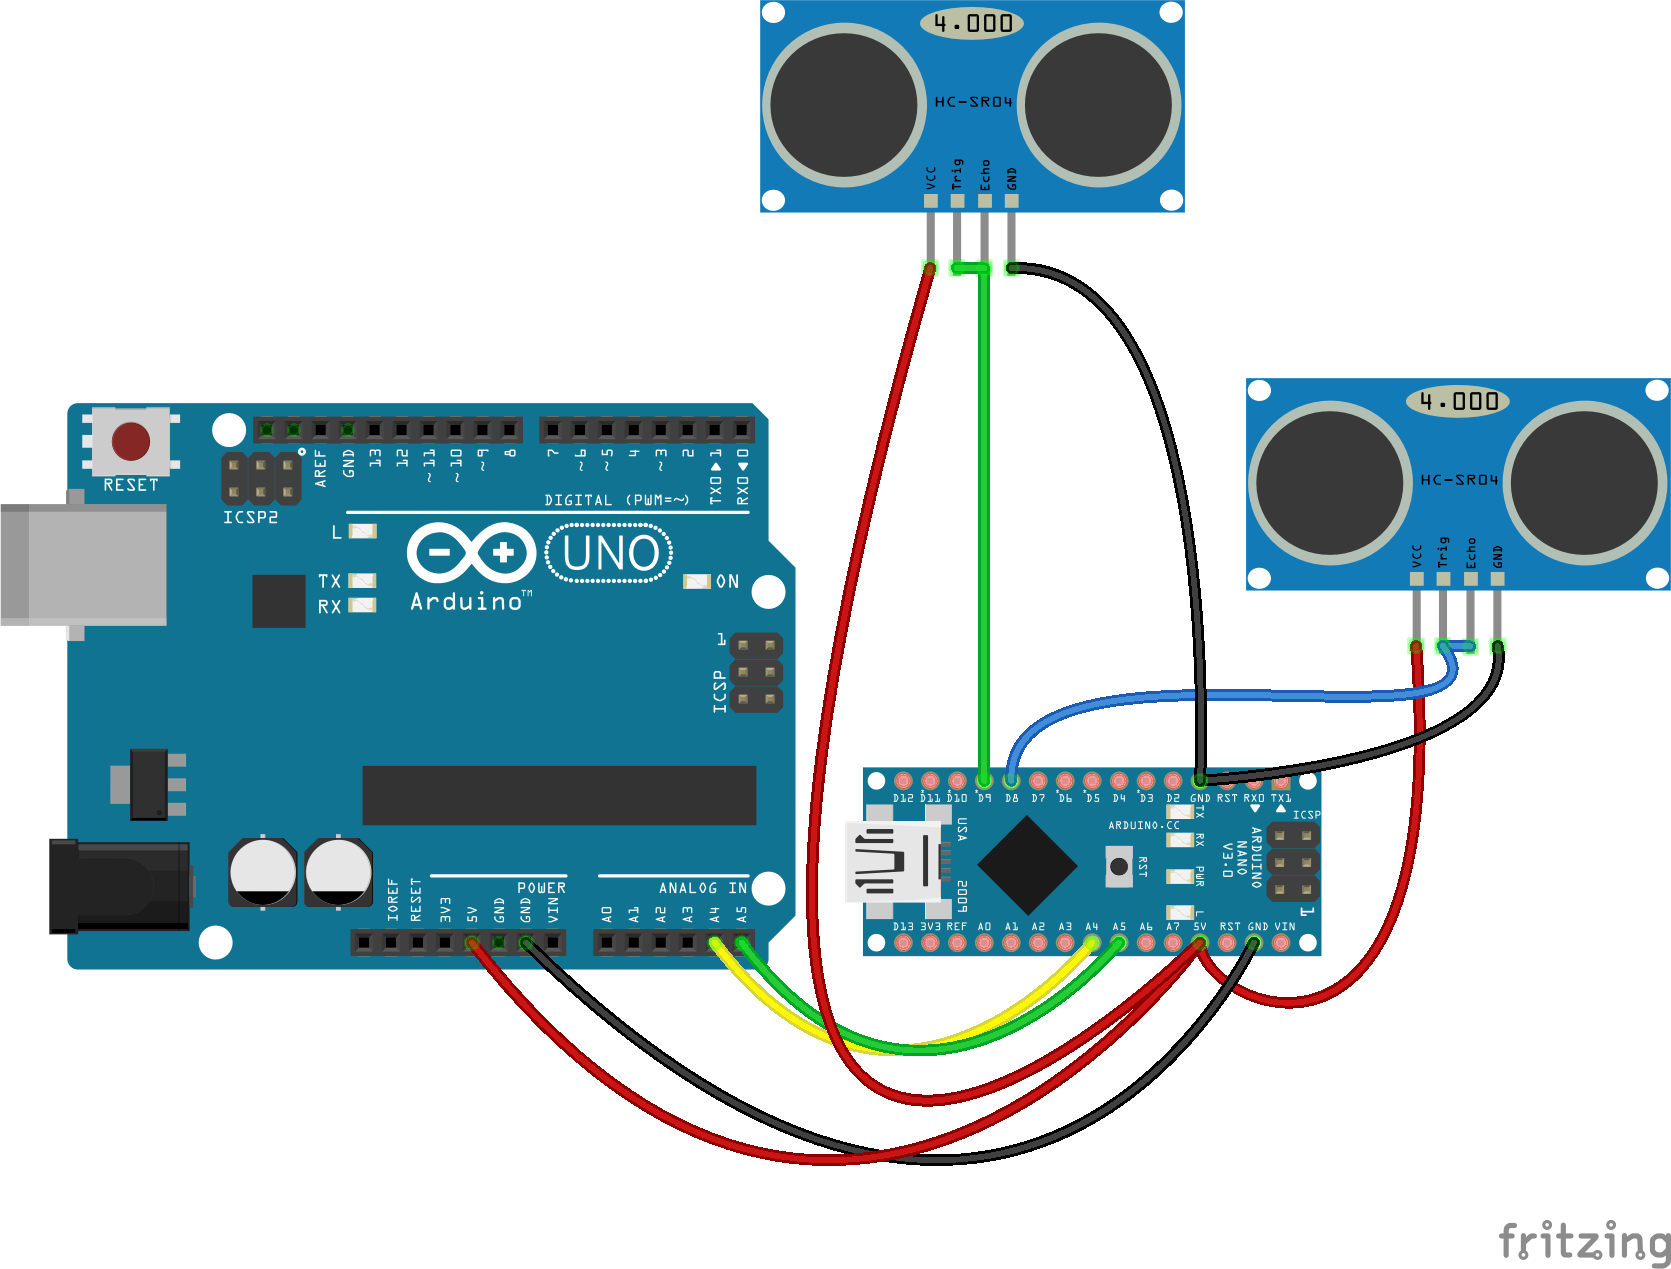 4.000
HC-SR04
VCC
Trig
Echo
GND
4.000
HC-SR04
VCC
Trig
Echo
GND
RESET
ICSP2
AREF
GND
13
12
~11
~10
~9
8
7
~6
~5
4
~3
2
TX0 1
RX0 0
DIGITAL (PWM=~)
L
TX
RX
UNO
Arduino™
ON
1
ICSP
IOREF
RESET
3V3
5V
GND
GND
VIN
POWER
A0
A1
A2
A3
A4
A5
ANALOG IN
D12
*D11
*D10
*D9
D8
D7
*D6
*D5
D4
*D3
D2
GND
RST
RX0
TX1
ICSP
ARDUINO.CC
USA
2009
RST
TX
RX
PWR
L
ARDUINO
NANO
V3.0
1
D13
3V3
REF
A0
A1
A2
A3
A4
A5
A6
A7
5V
RST
GND
VIN
fritzing